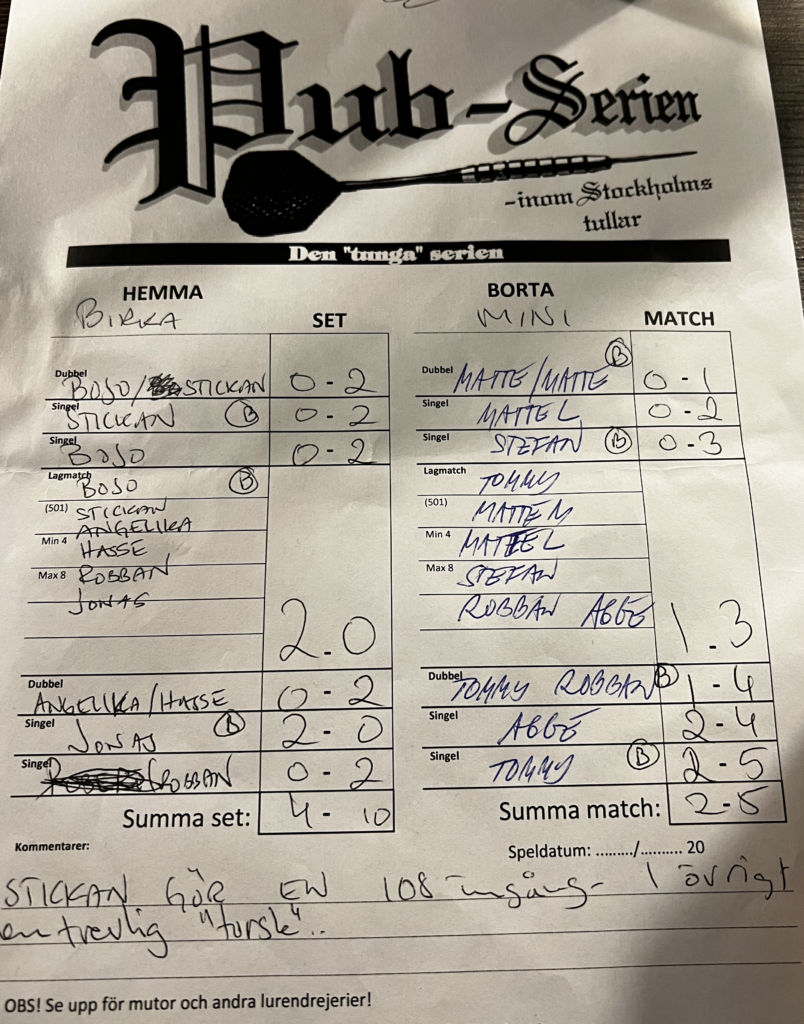 Pub-Serien
-inom Stockholms
tullar
Den "tunga" serien
HEMMA BORTA
BIRKA SET MINI MATCH
Dubbel BOJO/STICKAN 0-2 Dubbel MATTE/MATTE B 0-1
Singel STICKAN B 0-2 Singel MATTE L 0-2
Singel BOJO 0-2 Singel STEFAN B 0-3
Lagmatch BOJO B Lagmatch TOMMY
(501) STICKAN (501) MATTE M
ANGELIKA
Min 4 HASSE Min 4 MATTE L
Max 8 ROBBAN Max 8 STEFAN
JONAS 2.0 ROBBAN ABBE 1.3
Dubbel ANGELIKA/HASSE 0-2 Dubbel TOMMY ROBBAN B 1-4
Singel JONAS B 2-0 Singel ABBE 2-4
Singel ROBBAN 0-2 Singel TOMMY B 2-5
Summa set: 4-10 Summa match: 2-5
Kommentarer: Speldatum: ........./.......... 20
STICKAN GÖR EN 108 ingång- I övrigt
en trevlig "torsk"..
OBS! Se upp för mutor och andra lurendrejerier!